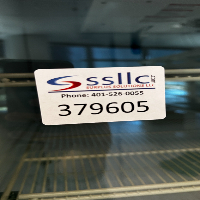 ssllc
SURPLUS SOLUTIONS LLC
Phone: 401-526-0055
379605